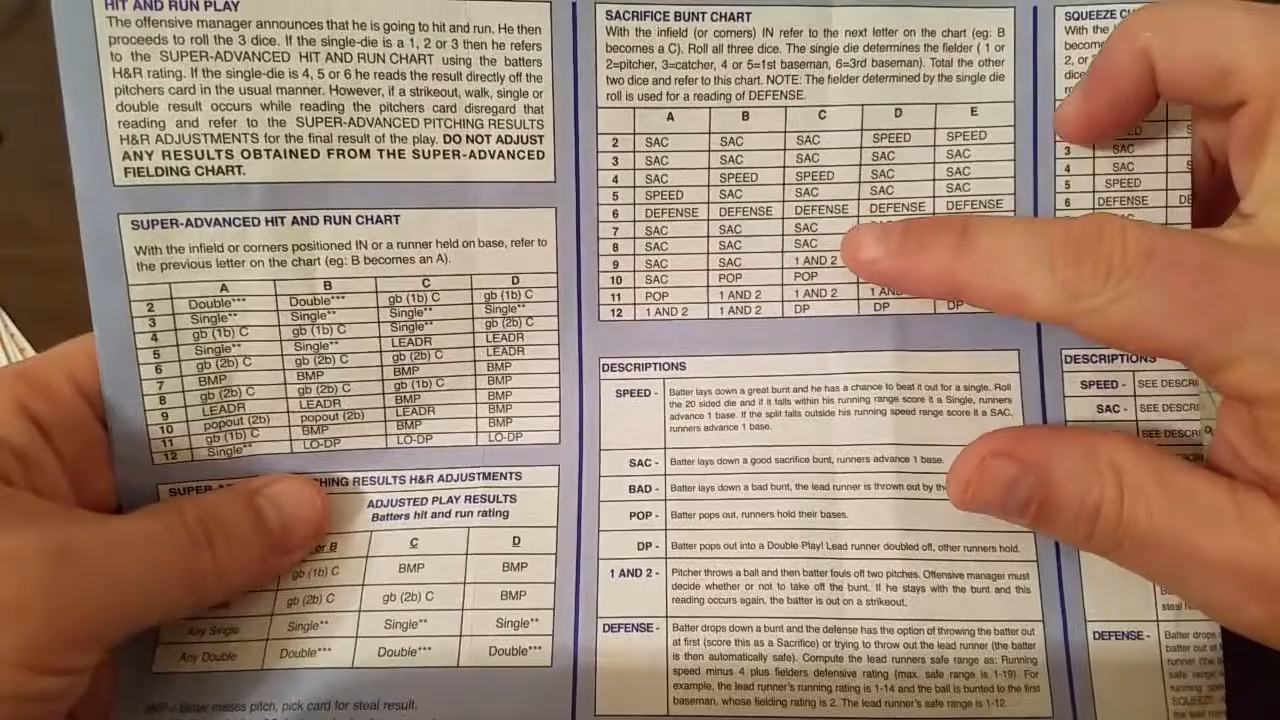 HIT AND RUN PLAY
The offensive manager announces that he is going to hit and run. He then
proceeds to roll the 3 dice. If the single-die is a 1, 2 or 3 then he refers
to the SUPER-ADVANCED HIT AND RUN CHART using the batters
H&R rating. If the single-die is 4, 5 or 6 he reads the result directly off the
pitchers card in the usual manner. However, if a strikeout, walk, single or
double result occurs while reading the pitchers card disregard that
reading and refer to the SUPER-ADVANCED PITCHING RESULTS
H&R ADJUSTMENTS for the final result of the play. DO NOT ADJUST
ANY RESULTS OBTAINED FROM THE SUPER-ADVANCED
FIELDING CHART.
SUPER-ADVANCED HIT AND RUN CHART
With the infield or corners positioned IN or a runner held on base, refer to
the previous letter on the chart (eg: B becomes an A).
A B C D
2 Double*** Double*** gb (1b) C gb (1b) C
3 Single** Single** Single** Single**
4 gb (1b) C gb (1b) C Single** gb (2b) C
5 Single** Single** LEADR LEADR
6 gb (2b) C gb (2b) C gb (2b) C LEADR
7 BMP BMP BMP BMP
8 gb (2b) C gb (2b) C gb (1b) C BMP
9 LEADR popout (2b) LEADR BMP
10 popout (2b) BMP BMP BMP
11 gb (1b) C LO-DP LO-DP LO-DP
12 Single**
SUPER-A HING RESULTS H&R ADJUSTMENTS
ADJUSTED PLAY RESULTS
Batters hit and run rating
or B C D
gb (1b) C BMP BMP
gb (2b) C gb (2b) C BMP
Any Single Single** Single** Single**
Any Double Double*** Double*** Double***
Batter misses pitch, pick card for steal result,
SACRIFICE BUNT CHART
With the infield (or corners) IN refer to the next letter on the chart (eg: B
becomes a C). Roll all three dice. The single die determines the fielder ( 1 or
2=pitcher, 3=catcher, 4 or 5=1st baseman, 6=3rd baseman). Total the other
two dice and refer to this chart. NOTE: The fielder determined by the single die
roll is used for a reading of DEFENSE.
A B C D E
2 SAC SAC SAC SPEED SPEED
3 SAC SAC SAC SAC SAC
4 SAC SPEED SPEED SAC SAC
5 SPEED SAC SAC SAC SAC
6 DEFENSE DEFENSE DEFENSE DEFENSE DEFENSE
7 SAC SAC SAC
8 SAC SAC SAC
9 SAC SAC 1 AND 2
10 SAC POP POP
11 POP 1 AND 2 1 AND 2 1 AND
12 1 AND 2 1 AND 2 DP DP DP
DESCRIPTIONS
SPEED - Batter lays down a great bunt and he has a chance to beat it out for a single. Roll
the 20 sided die and if it falls within his running range score it a Single, runners
advance 1 base. If the split falls outside his running speed range score it a SAC,
runners advance 1 base.
SAC - Batter lays down a good sacrifice bunt, runners advance 1 base.
BAD - Batter lays down a bad bunt, the lead runner is thrown out by th
POP - Batter pops out, runners hold their bases.
DP - Batter pops out into a Double Play! Lead runner doubled off, other runners hold.
1 AND 2 - Pitcher throws a ball and then batter fouls off two pitches. Offensive manager must
decide whether or not to take off the bunt. If he stays with the bunt and this
reading occurs again, the batter is out on a strikeout.
DEFENSE - Batter drops down a bunt and the defense has the option of throwing the batter out
at first (score this as a Sacrifice) or trying to throw out the lead runner (the batter
is then automatically safe). Compute the lead runners safe range as: Running
speed minus 4 plus fielders defensive rating (max. safe range is 1-19). For
example, the lead runner's running rating is 1-14 and the ball is bunted to the first
baseman, whose fielding rating is 2. The lead runner's safe range is 1-12.
SQUEEZE C
With the
becom
2, or
dice
3 SAC
4 SAC
5 SPEED
6 DEFENSE DE
DESCRIPTIONS
SPEED - SEE DESCRI
SAC - SEE DESCRI
SEE DESCRI
steal
DEFENSE - Batter drops
batter out at
runner (the
safe range
running spe
SQUEEZE